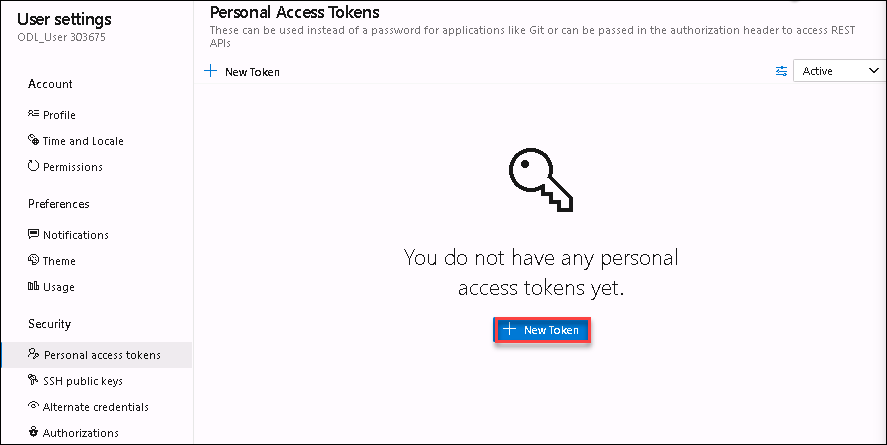 User settings
ODL_User 303675
Account
Profile
Time and Locale
Permissions
Preferences
Notifications
Theme
Usage
Security
Personal access tokens
SSH public keys
Alternate credentials
Authorizations
Personal Access Tokens
These can be used instead of a password for applications like Git or can be passed in the authorization header to access REST
APIs
New Token
Active
You do not have any personal
access tokens yet.
New Token